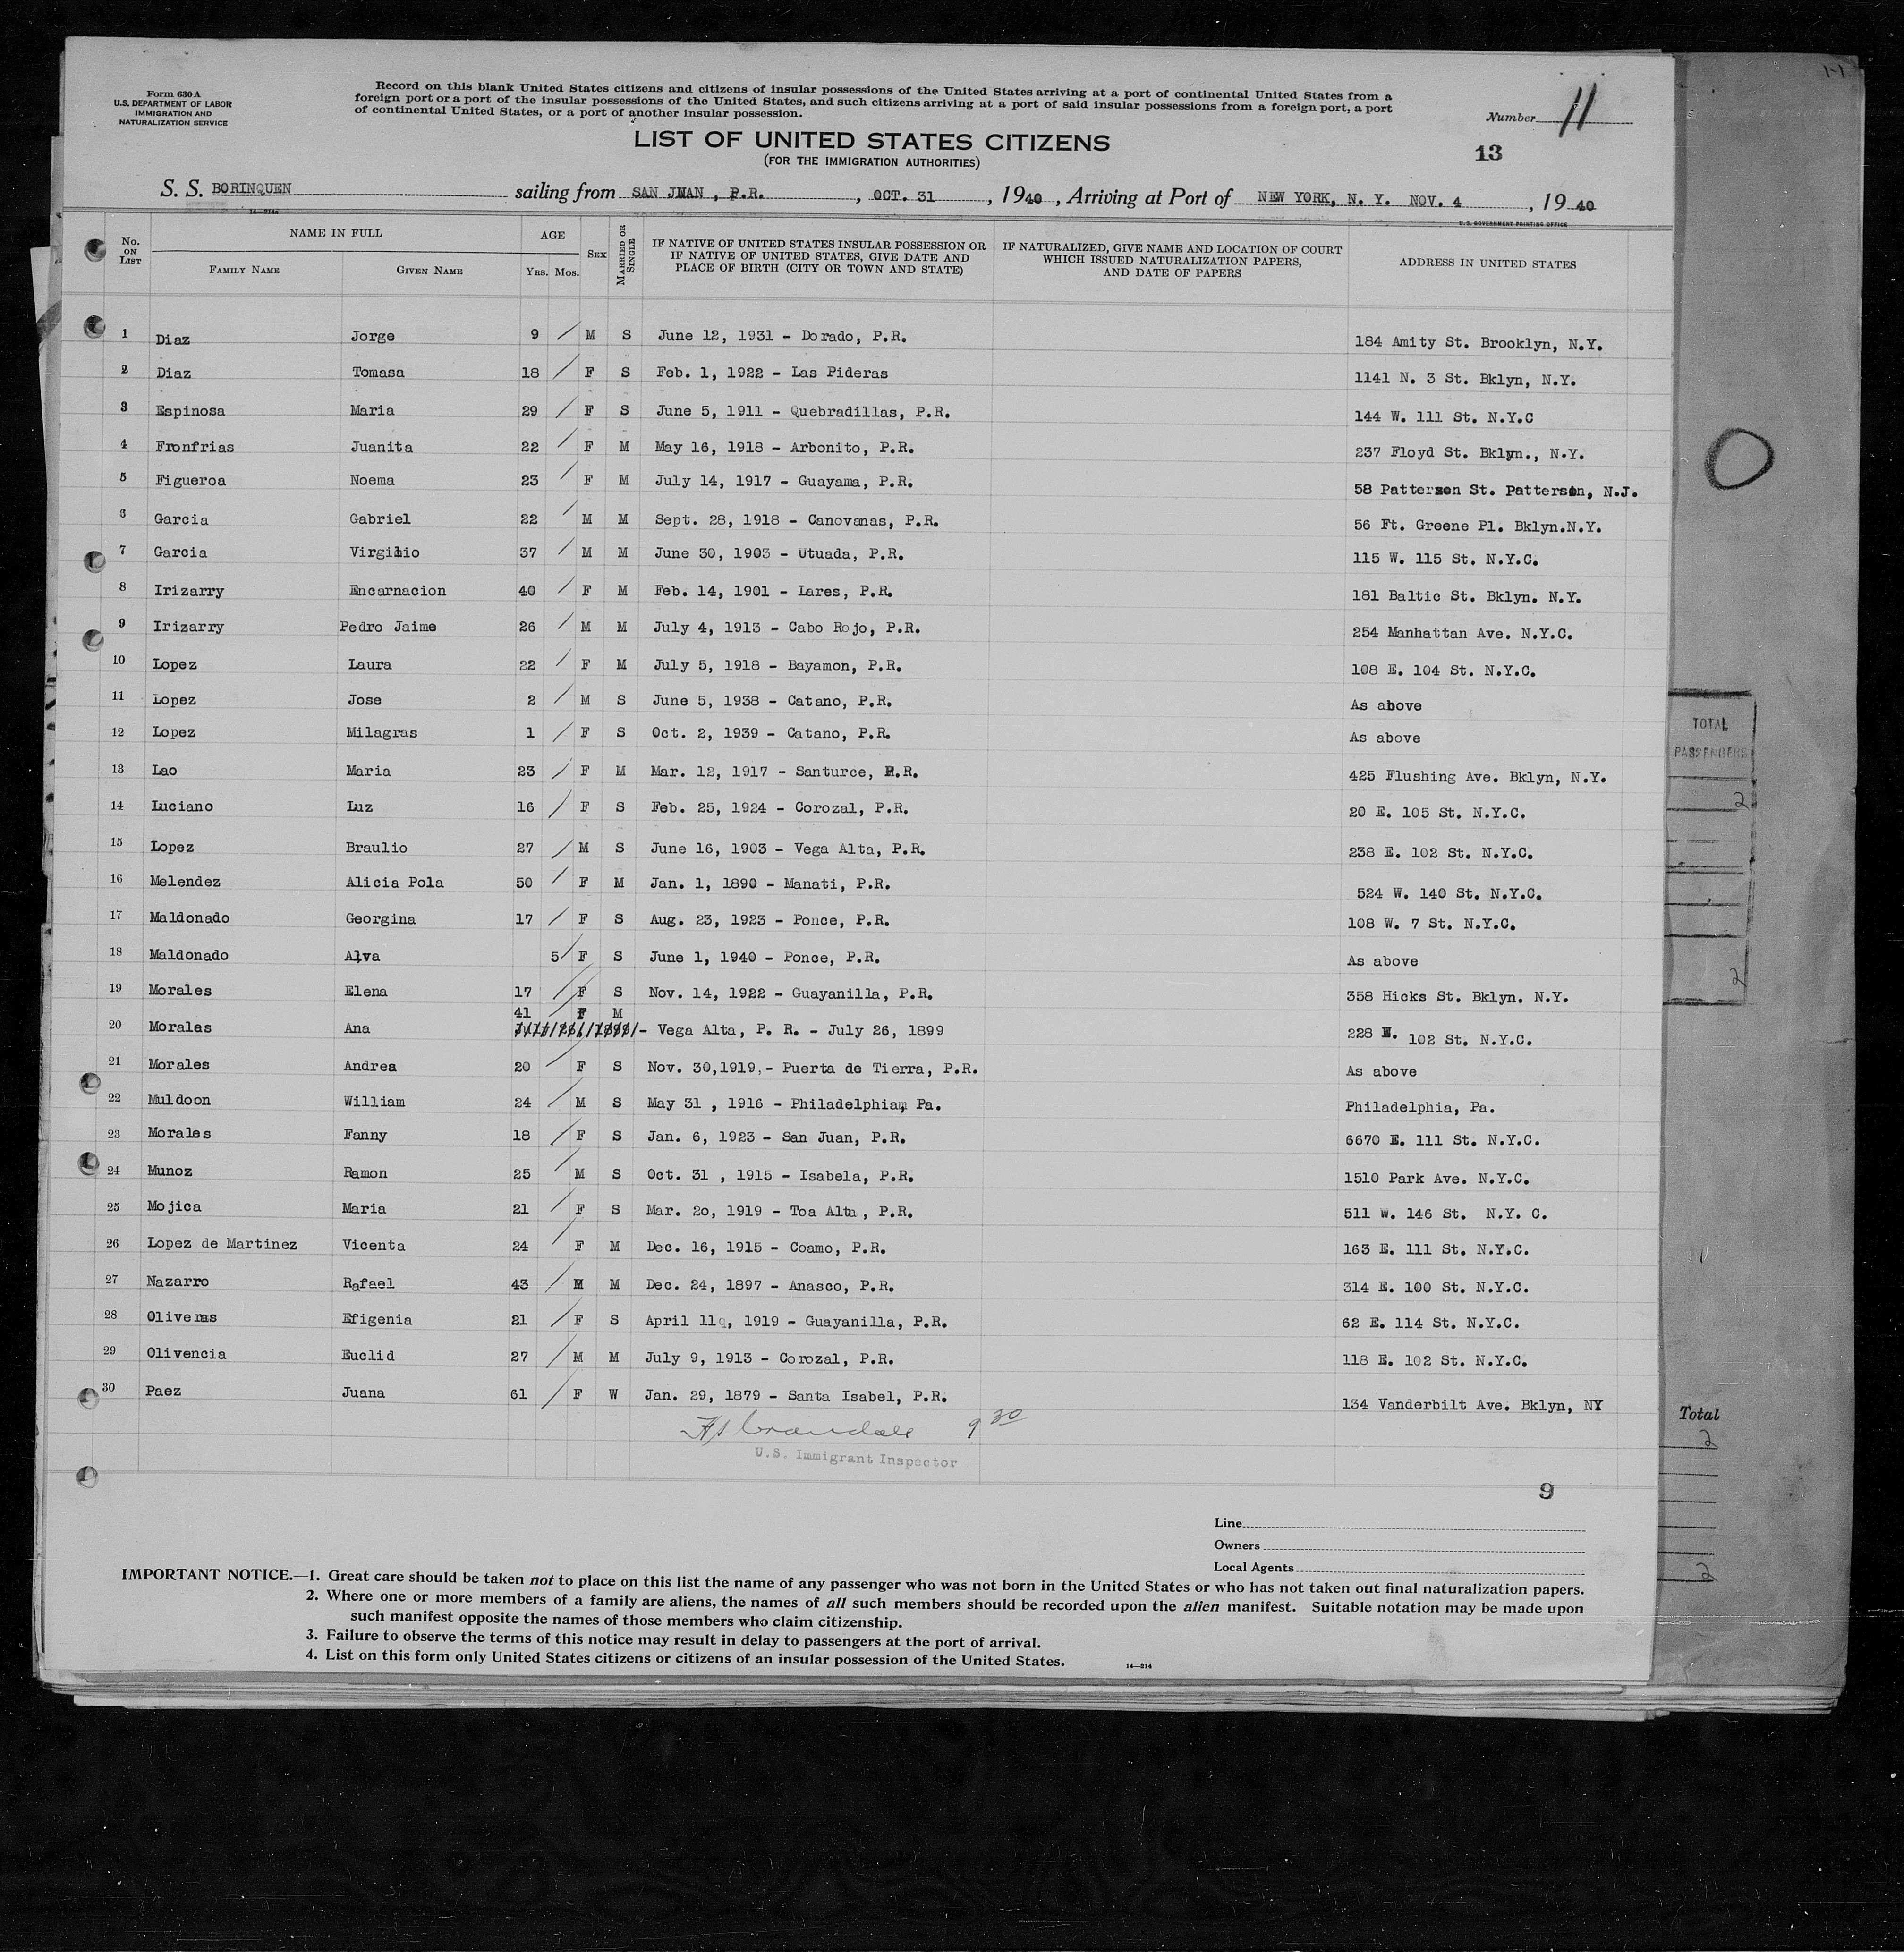 Form 630 A
U.S. DEPARTMENT OF LABOR
IMMIGRATION AND
NATURALIZATION SERVICE
Record on this blank United States citizens and citizens of insular possessions of the United States arriving at a port of continental United States from a
foreign port or a port of the insular possessions of the United States, and such citizens arriving at a port of said insular possessions from a foreign port, a port
of continental United States, or a port of another insular possession.
Number 11
LIST OF UNITED STATES CITIZENS
(FOR THE IMMIGRATION AUTHORITIES)
13
S. S. BORINQUEN sailing from SAN JUAN, P.R. , OCT. 31 , 1940 , Arriving at Port of NEW YORK, N. Y. NOV. 4 , 19 40
14—214a
U.S. GOVERNMENT PRINTING OFFICE
No. ON LIST NAME IN FULL FAMILY NAME GIVEN NAME AGE YRS. MOS. SEX MARRIED OR SINGLE IF NATIVE OF UNITED STATES INSULAR POSSESSION OR IF NATIVE OF UNITED STATES, GIVE DATE AND PLACE OF BIRTH (CITY OR TOWN AND STATE) IF NATURALIZED, GIVE NAME AND LOCATION OF COURT WHICH ISSUED NATURALIZATION PAPERS, AND DATE OF PAPERS ADDRESS IN UNITED STATES
1 Diaz Jorge 9 M S June 12, 1931 - Dorado, P.R. 184 Amity St. Brooklyn, N.Y.
2 Diaz Tomasa 18 F S Feb. 1, 1922 - Las Pideras 1141 N. 3 St. Bklyn, N.Y.
3 Espinosa Maria 29 F S June 5, 1911 - Quebradillas, P.R. 144 W. 111 St. N.Y.C
4 Fronfrias Juanita 22 F M May 16, 1918 - Arbonito, P.R. 237 Floyd St. Bklyn., N.Y.
5 Figueroa Noema 23 F M July 14, 1917 - Guayama, P.R. 58 Patterson St. Patterson, N.J.
6 Garcia Gabriel 22 M M Sept. 28, 1918 - Canovanas, P.R. 56 Ft. Greene Pl. Bklyn.N.Y.
7 Garcia Virgilio 37 M M June 30, 1903 - Utuada, P.R. 115 W. 115 St. N.Y.C.
8 Irizarry Encarnacion 40 F M Feb. 14, 1901 - Lares, P.R. 181 Baltic St. Bklyn. N.Y.
9 Irizarry Pedro Jaime 26 M M July 4, 1913 - Cabo Rojo, P.R. 254 Manhattan Ave. N.Y.C.
10 Lopez Laura 22 F M July 5, 1918 - Bayamon, P.R. 108 E. 104 St. N.Y.C.
11 Lopez Jose 2 M S June 5, 1938 - Catano, P.R. As above
12 Lopez Milagras 1 F S Oct. 2, 1939 - Catano, P.R. As above
13 Lao Maria 23 F M Mar. 12, 1917 - Santurce, P.R. 425 Flushing Ave. Bklyn, N.Y.
14 Luciano Luz 16 F S Feb. 25, 1924 - Corozal, P.R. 20 E. 105 St. N.Y.C.
15 Lopez Braulio 27 M S June 16, 1903 - Vega Alta, P.R. 238 E. 102 St. N.Y.C.
16 Melendez Alicia Pola 50 F M Jan. 1, 1890 - Manati, P.R. 524 W. 140 St. N.Y.C.
17 Maldonado Georgina 17 F S Aug. 23, 1923 - Ponce, P.R. 108 W. 7 St. N.Y.C.
18 Maldonado Alva 5 F S June 1, 1940 - Ponce, P.R. As above
19 Morales Elena 17 F S Nov. 14, 1922 - Guayanilla, P.R. 358 Hicks St. Bklyn. N.Y.
20 Morales Ana 41 F M - Vega Alta, P. R. - July 26, 1899 228 E. 102 St. N.Y.C.
21 Morales Andrea 20 F S Nov. 30,1919,- Puerta de Tierra, P.R. As above
22 Muldoon William 24 M S May 31 , 1916 - Philadelphia, Pa. Philadelphia, Pa.
23 Morales Fanny 18 F S Jan. 6, 1923 - San Juan, P.R. 6670 E. 111 St. N.Y.C.
24 Munoz Ramon 25 M S Oct. 31 , 1915 - Isabela, P.R. 1510 Park Ave. N.Y.C.
25 Mojica Maria 21 F S Mar. 20, 1919 - Toa Alta, P.R. 511 W. 146 St. N.Y. C.
26 Lopez de Martinez Vicenta 24 F M Dec. 16, 1915 - Coamo, P.R. 163 E. 111 St. N.Y.C.
27 Nazarro Rafael 43 M M Dec. 24, 1897 - Anasco, P.R. 314 E. 100 St. N.Y.C.
28 Oliveras Efigenia 21 F S April 11, 1919 - Guayanilla, P.R. 62 E. 114 St. N.Y.C.
29 Olivencia Euclid 27 M M July 9, 1913 - Corozal, P.R. 118 E. 102 St. N.Y.C.
30 Paez Juana 61 F W Jan. 29, 1879 - Santa Isabel, P.R. 134 Vanderbilt Ave. Bklyn, NY
9 30
U.S. Immigrant Inspector
9
Line
Owners
Local Agents
IMPORTANT NOTICE.—1. Great care should be taken not to place on this list the name of any passenger who was not born in the United States or who has not taken out final naturalization papers.
2. Where one or more members of a family are aliens, the names of all such members should be recorded upon the alien manifest. Suitable notation may be made upon
such manifest opposite the names of those members who claim citizenship.
3. Failure to observe the terms of this notice may result in delay to passengers at the port of arrival.
4. List on this form only United States citizens or citizens of an insular possession of the United States.
14—214
TOTAL
PASSENGERS
2
2
Total
2
2